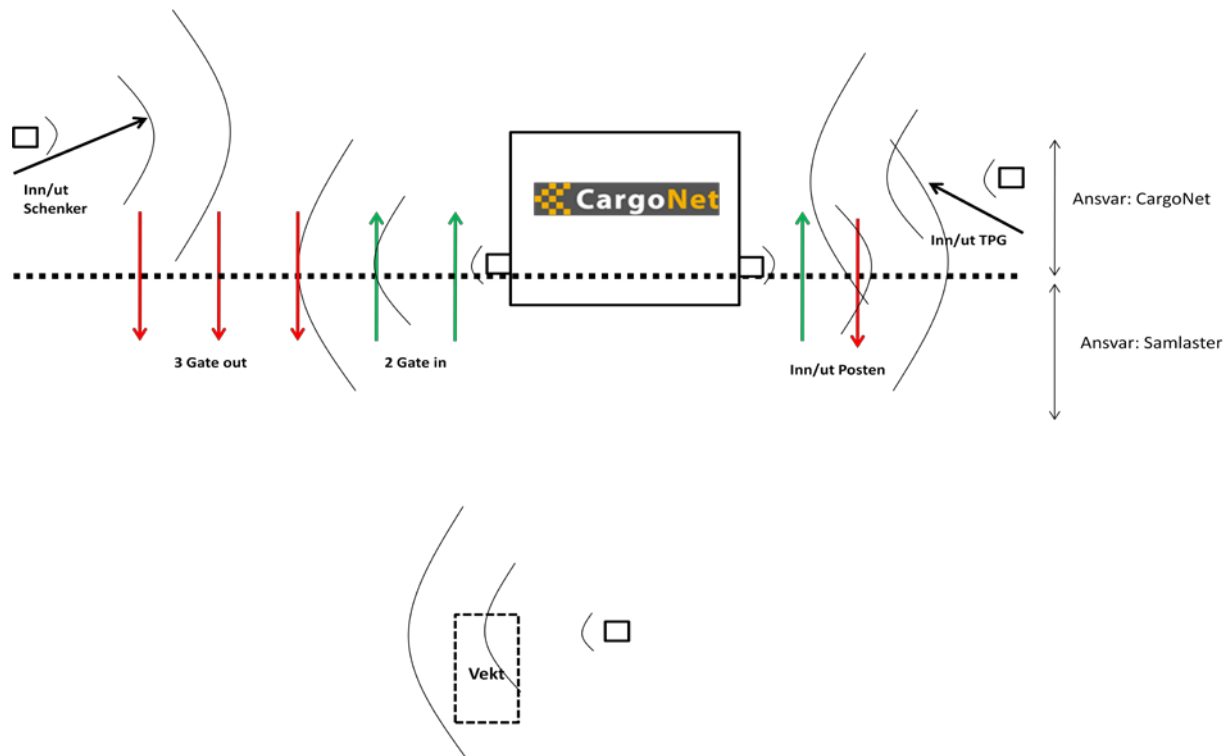 CargoNet
Inn/ut
Schenker
Ansvar: CargoNet
Inn/ut TPG
3 Gate out
2 Gate in
Inn/ut Posten
Ansvar: Samlaster
Vekt